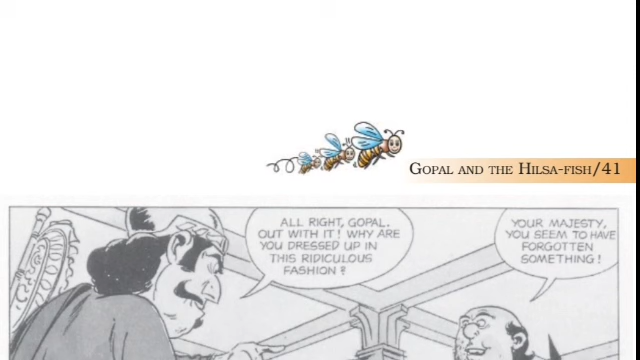 GOPAL AND THE HILSA-FISH/41
ALL RIGHT, GOPAL.
OUT WITH IT! WHY ARE
YOU DRESSED UP IN
THIS RIDICULOUS
FASHION?
YOUR MAJESTY,
YOU SEEM TO HAVE
FORGOTTEN
SOMETHING!